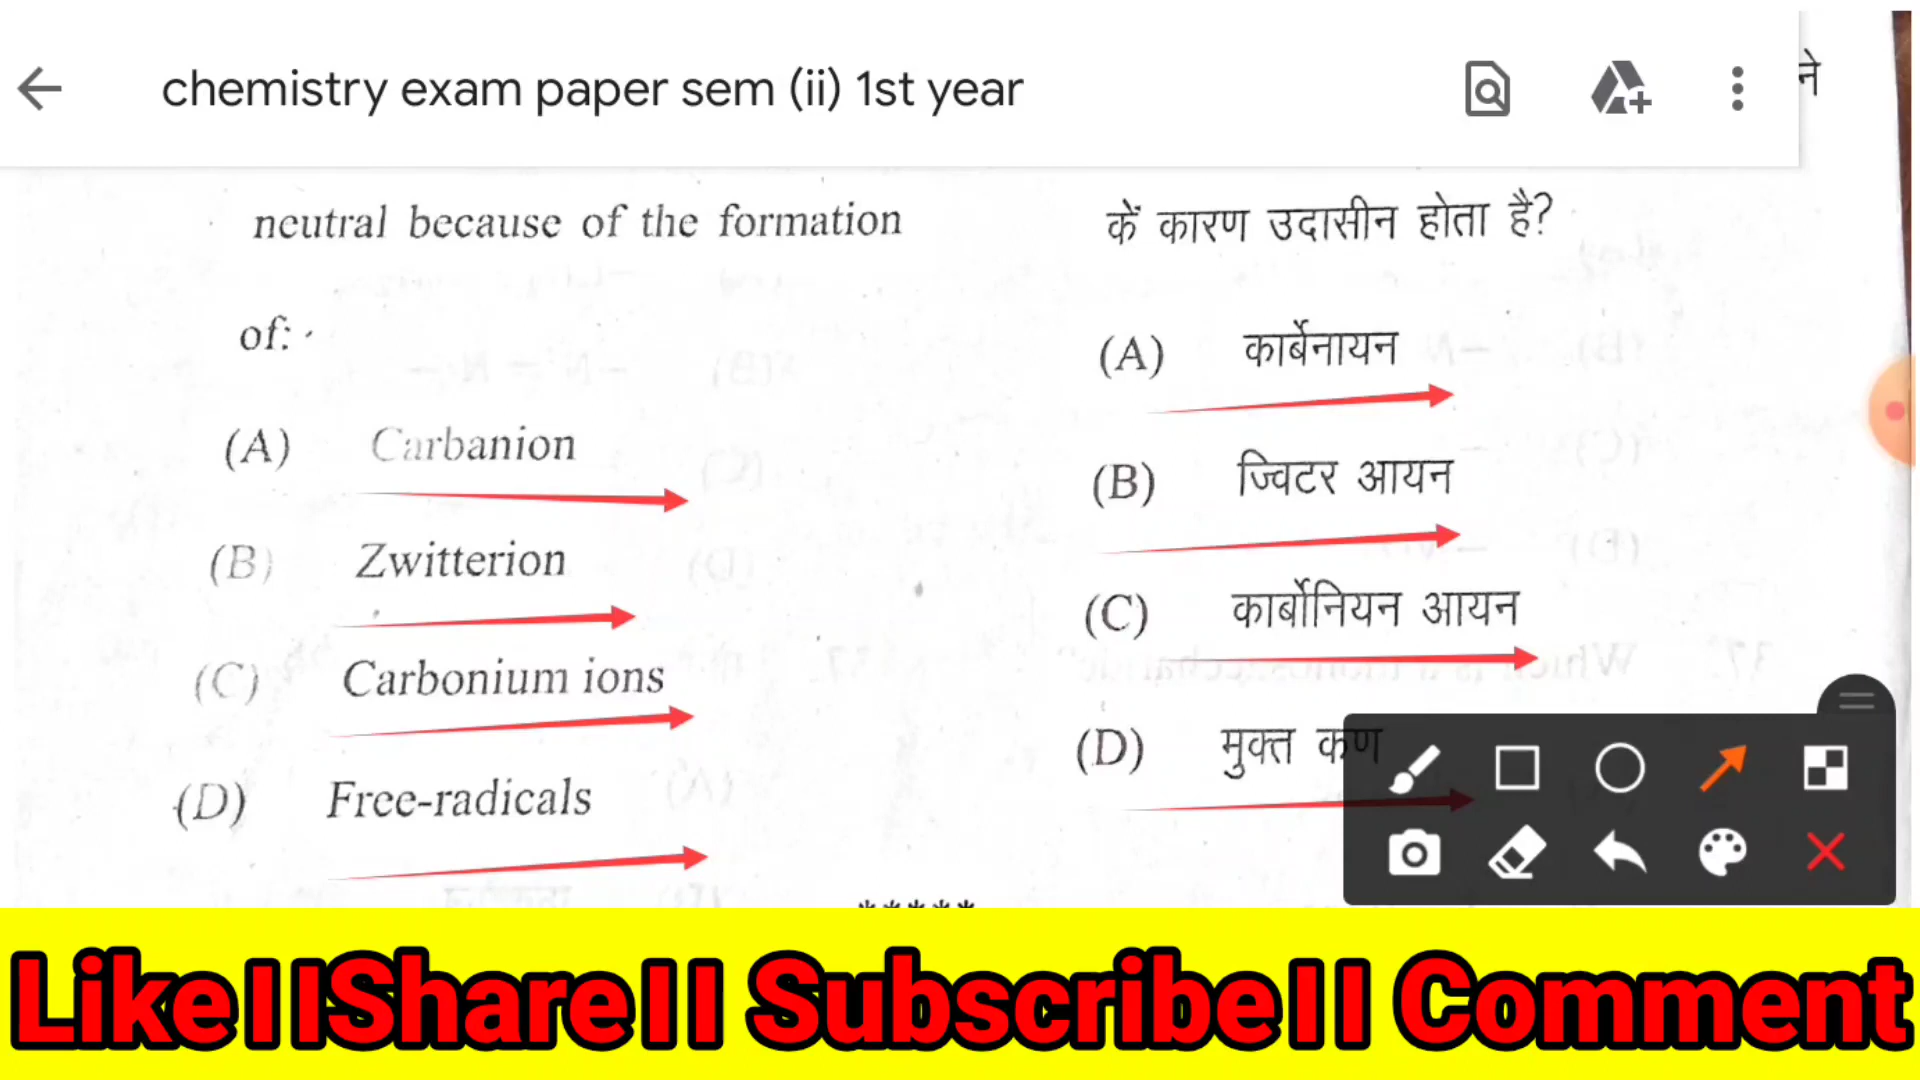 chemistry exam paper sem (ii) 1st year
ने
neutral because of the formation
of:
(A) Carbanion
(B) Zwitterion
(C) Carbonium ions
(D) Free-radicals
कें कारण उदासीन होता है?
(A) कार्बेनायन
(B) ज्विटर आयन
(C) कार्बोनियन आयन
(D) मुक्त कण
*****
Like||Share|| Subscribe|| Comment